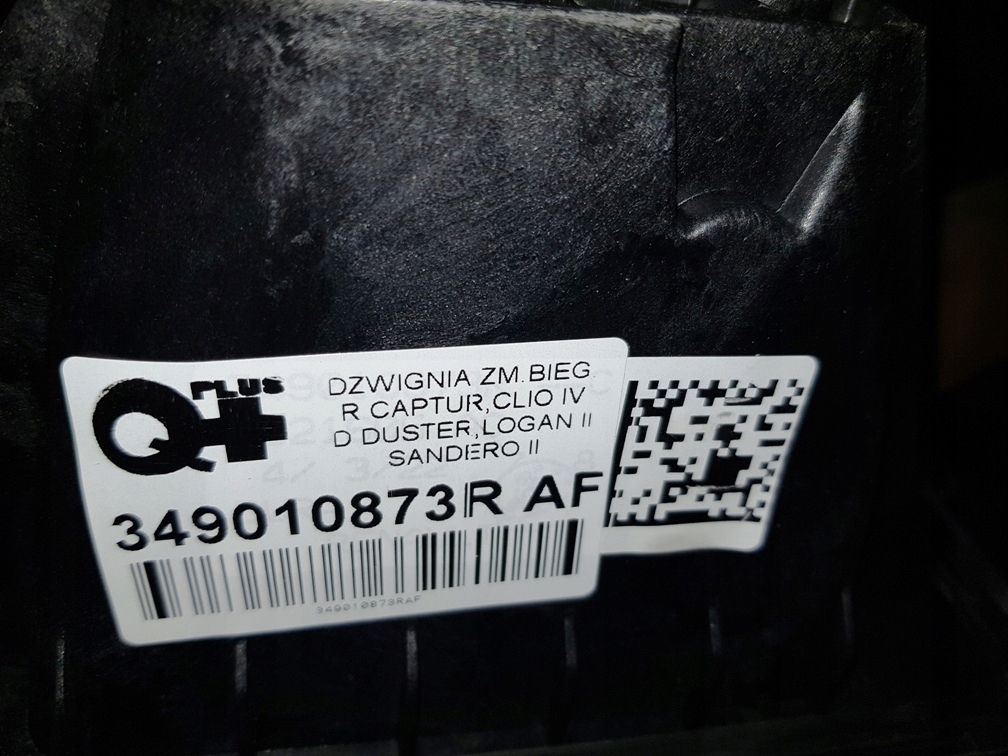 Q PLUS
DZWIGNIA ZM.BIEG.
R CAPTUR,CLIO IV
D DUSTER,LOGAN II
SANDERO II
349010873R AF
349010873RAF